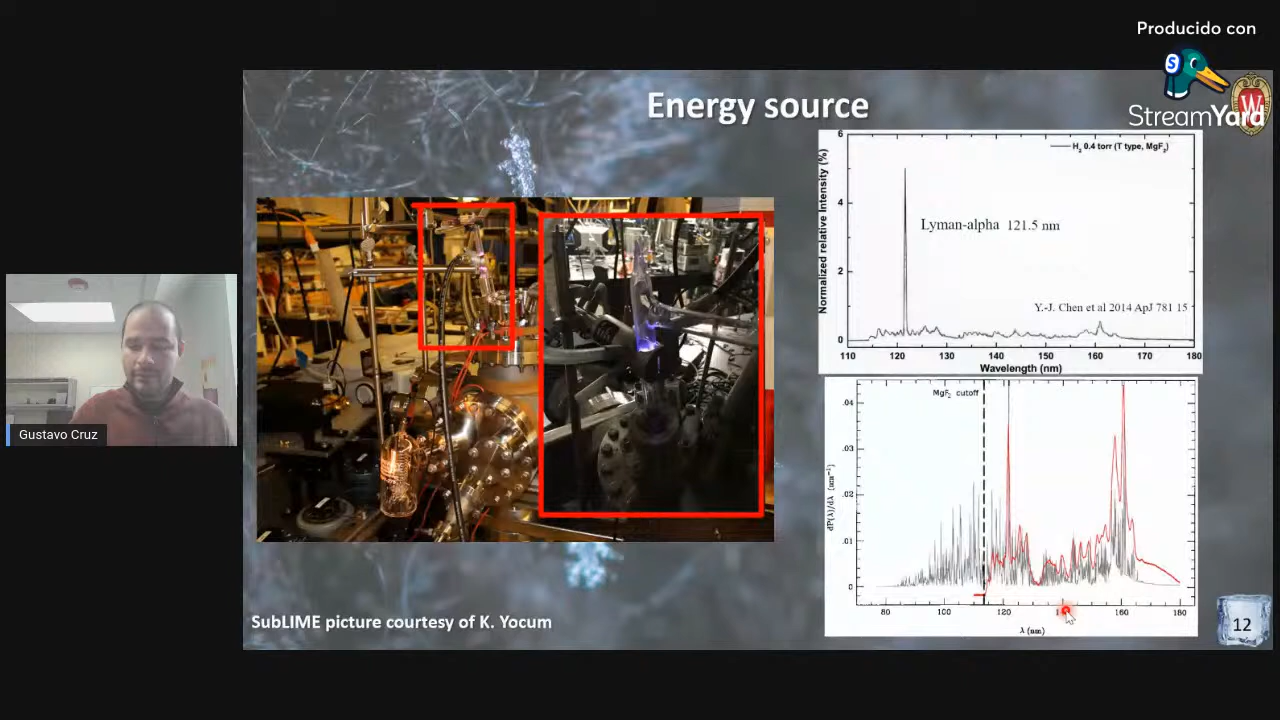 Producido con
StreamYard
Energy source
W
S
Gustavo Cruz
SubLIME picture courtesy of K. Yocum
Normalized relative Intensity (%)
6
4
2
0
H₂ 0.4 torr (T type, MgF₂)
Lyman-alpha 121.5 nm
Y.-J. Chen et al 2014 ApJ 781 15
110 120 130 140 150 160 170 180
Wavelength (nm)
MgF₂ cutoff
dP(λ)/dλ (nm⁻¹)
.04
.03
.02
.01
0
80 100 120 160 180
λ (nm)
12